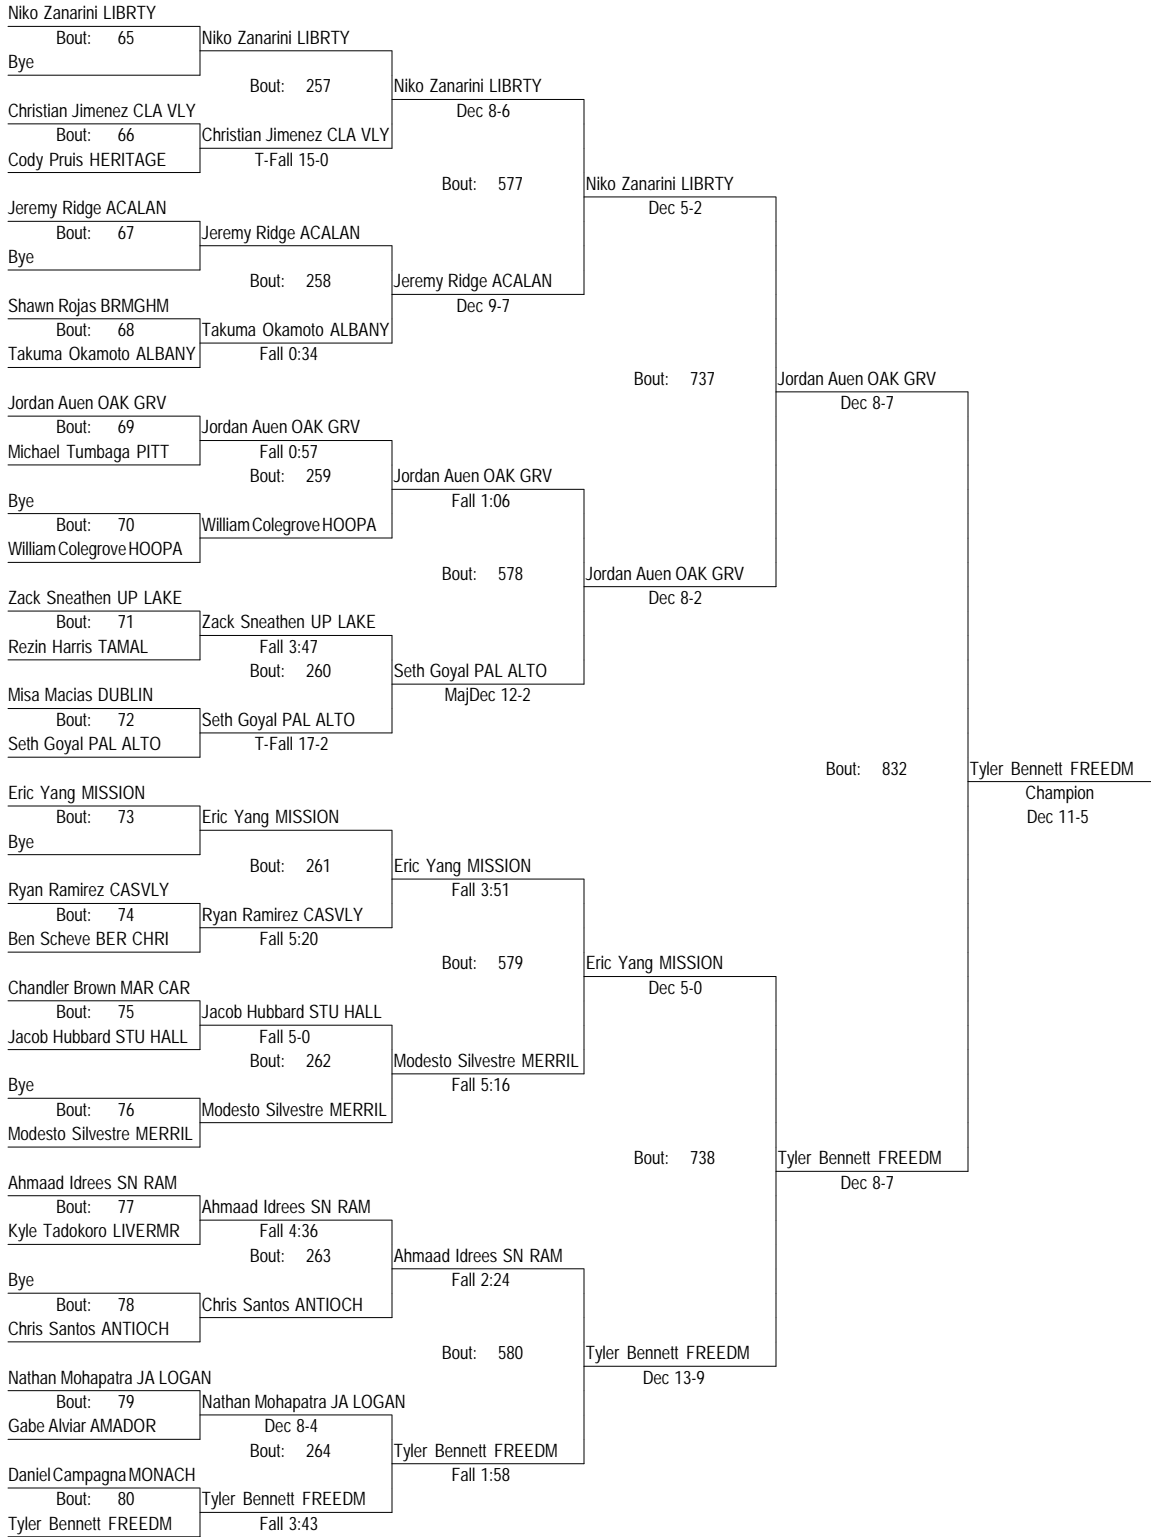 Niko Zanarini LIBRTY
Bout: 65 Niko Zanarini LIBRTY
Bye
Bout: 257 Niko Zanarini LIBRTY
Christian Jimenez CLA VLY Dec 8-6
Bout: 66 Christian Jimenez CLA VLY
Cody Pruis HERITAGE T-Fall 15-0
Bout: 577 Niko Zanarini LIBRTY
Jeremy Ridge ACALAN Dec 5-2
Bout: 67 Jeremy Ridge ACALAN
Bye
Bout: 258 Jeremy Ridge ACALAN
Shawn Rojas BRMGHM Dec 9-7
Bout: 68 Takuma Okamoto ALBANY
Takuma Okamoto ALBANY Fall 0:34
Bout: 737 Jordan Auen OAK GRV
Jordan Auen OAK GRV Dec 8-7
Bout: 69 Jordan Auen OAK GRV
Michael Tumbaga PITT Fall 0:57
Bout: 259 Jordan Auen OAK GRV
Bye Fall 1:06
Bout: 70 William Colegrove HOOPA
William Colegrove HOOPA
Bout: 578 Jordan Auen OAK GRV
Zack Sneathen UP LAKE Dec 8-2
Bout: 71 Zack Sneathen UP LAKE
Rezin Harris TAMAL Fall 3:47
Bout: 260 Seth Goyal PAL ALTO
Misa Macias DUBLIN MajDec 12-2
Bout: 72 Seth Goyal PAL ALTO
Seth Goyal PAL ALTO T-Fall 17-2
Bout: 832 Tyler Bennett FREEDM
Eric Yang MISSION Champion
Bout: 73 Eric Yang MISSION Dec 11-5
Bye
Bout: 261 Eric Yang MISSION
Ryan Ramirez CASVLY Fall 3:51
Bout: 74 Ryan Ramirez CASVLY
Ben Scheve BER CHRI Fall 5:20
Bout: 579 Eric Yang MISSION
Chandler Brown MAR CAR Dec 5-0
Bout: 75 Jacob Hubbard STU HALL
Jacob Hubbard STU HALL Fall 5-0
Bout: 262 Modesto Silvestre MERRIL
Bye Fall 5:16
Bout: 76 Modesto Silvestre MERRIL
Modesto Silvestre MERRIL
Bout: 738 Tyler Bennett FREEDM
Ahmaad Idrees SN RAM Dec 8-7
Bout: 77 Ahmaad Idrees SN RAM
Kyle Tadokoro LIVERMR Fall 4:36
Bout: 263 Ahmaad Idrees SN RAM
Bye Fall 2:24
Bout: 78 Chris Santos ANTIOCH
Chris Santos ANTIOCH
Bout: 580 Tyler Bennett FREEDM
Nathan Mohapatra JA LOGAN Dec 13-9
Bout: 79 Nathan Mohapatra JA LOGAN
Gabe Alviar AMADOR Dec 8-4
Bout: 264 Tyler Bennett FREEDM
Daniel Campagna MONACH Fall 1:58
Bout: 80 Tyler Bennett FREEDM
Tyler Bennett FREEDM Fall 3:43